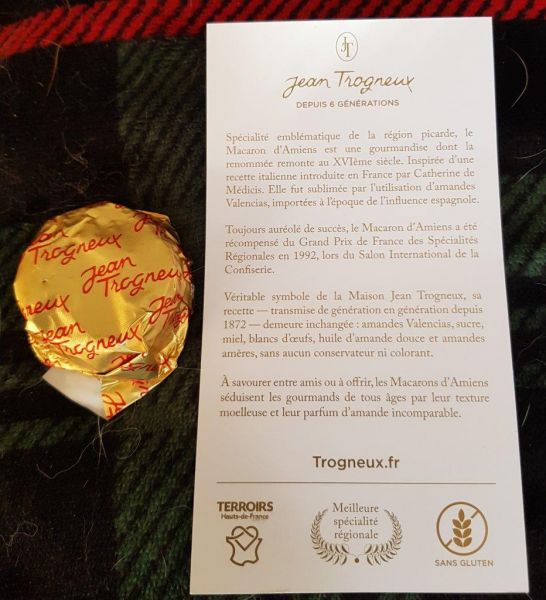 JT
Jean Trogneux
DEPUIS 6 GÉNÉRATIONS
Spécialité emblématique de la région picarde, le
Macaron d'Amiens est une gourmandise dont la
renommée remonte au XVIème siècle. Inspirée d'une
recette italienne introduite en France par Catherine de
Médicis. Elle fut sublimée par l'utilisation d'amandes
Valencias, importées à l'époque de l'influence espagnole.
Toujours auréolé de succès, le Macaron d'Amiens a été
récompensé du Grand Prix de France des Spécialités
Régionales en 1992, lors du Salon International de la
Confiserie.
Véritable symbole de la Maison Jean Trogneux, sa
recette — transmise de génération en génération depuis
1872 — demeure inchangée : amandes Valencias, sucre,
miel, blancs d'œufs, huile d'amande douce et amandes
amères, sans aucun conservateur ni colorant.
À savourer entre amis ou à offrir, les Macarons d'Amiens
séduisent les gourmands de tous âges par leur texture
moelleuse et leur parfum d'amande incomparable.
Trogneux.fr
TERROIRS
Hauts-de-France
Meilleure
spécialité
régionale
SANS GLUTEN
Jean
Trogneux
Jean
Trogneux
Jean
Trogneux